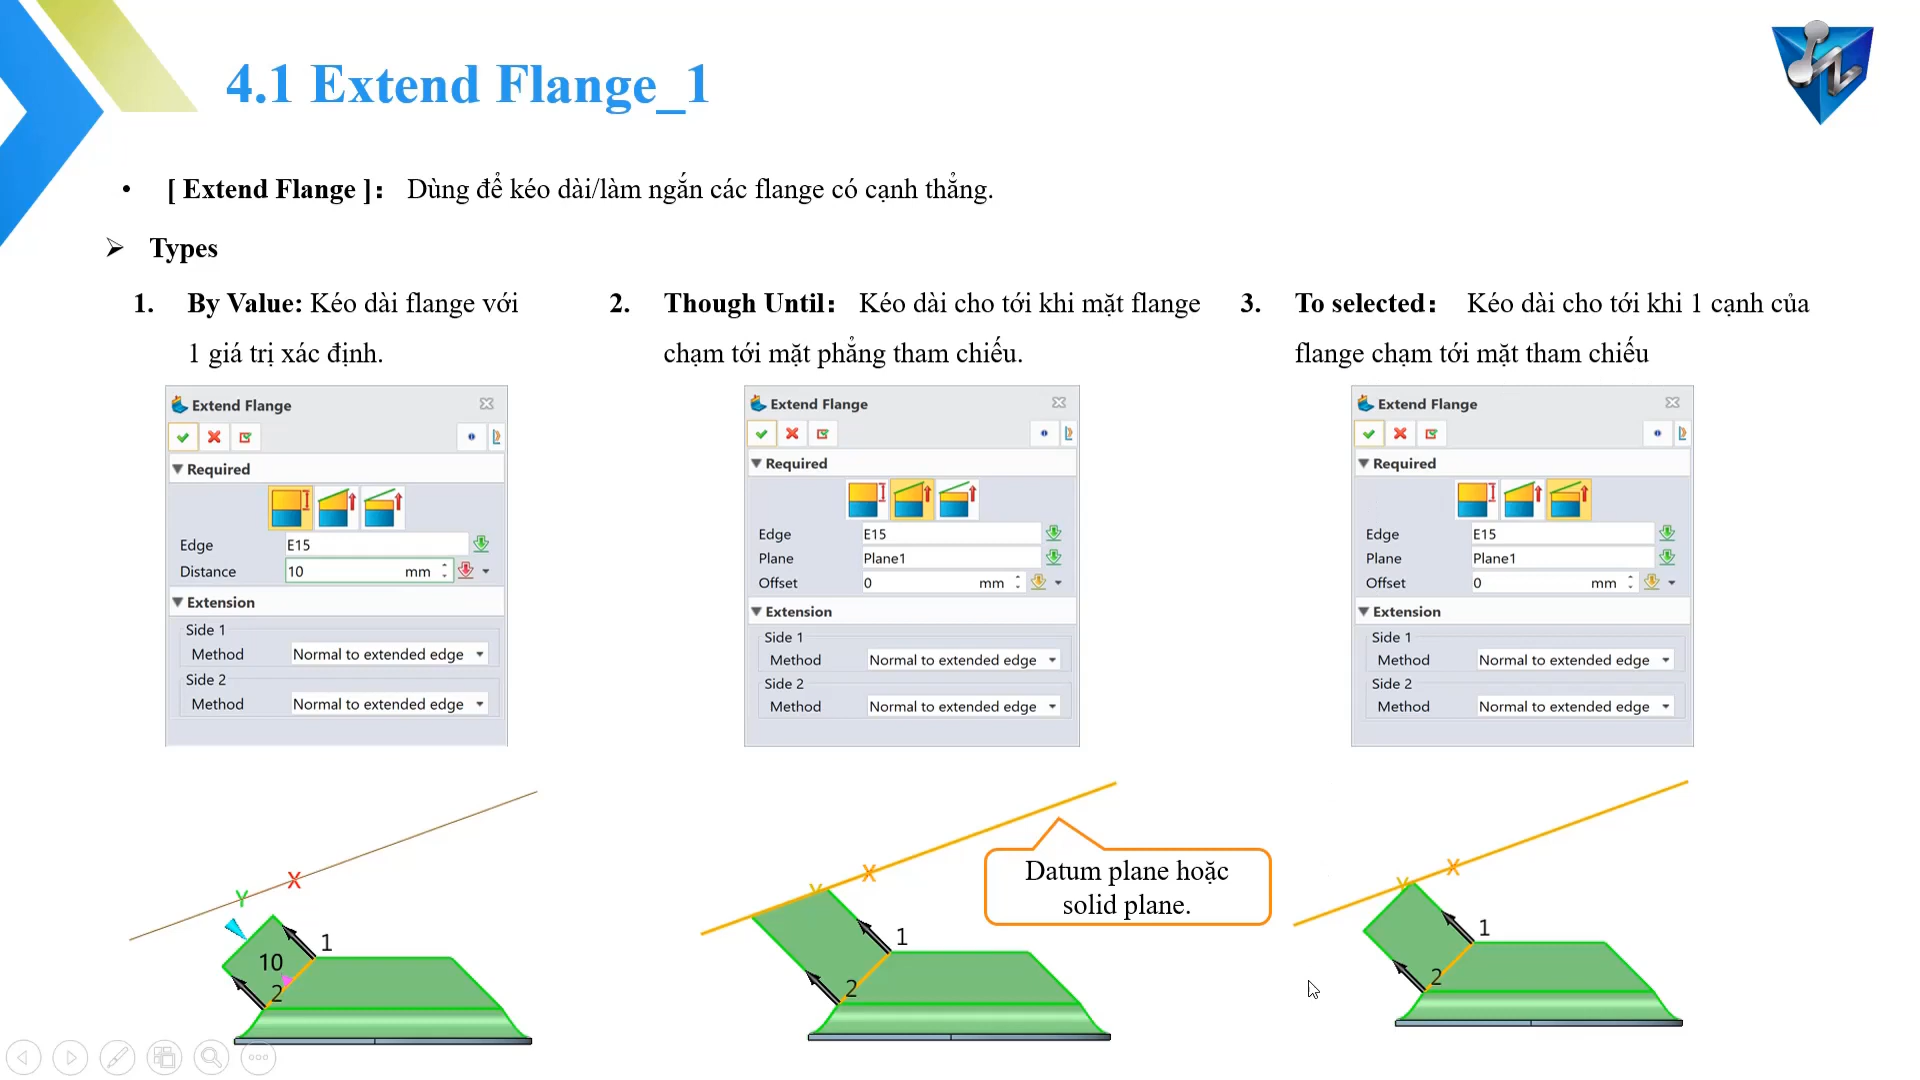 4.1 Extend Flange_1
• [ Extend Flange ]： Dùng để kéo dài/làm ngắn các flange có cạnh thẳng.
➢ Types
1. By Value: Kéo dài flange với
1 giá trị xác định.
2. Though Until： Kéo dài cho tới khi mặt flange
chạm tới mặt phẳng tham chiếu.
3. To selected： Kéo dài cho tới khi 1 cạnh của
flange chạm tới mặt tham chiếu
Extend Flange
Required
Edge E15
Distance 10 mm
Extension
Side 1
Method Normal to extended edge
Side 2
Method Normal to extended edge
Extend Flange
Required
Edge E15
Plane Plane1
Offset 0 mm
Extension
Side 1
Method Normal to extended edge
Side 2
Method Normal to extended edge
Extend Flange
Required
Edge E15
Plane Plane1
Offset 0 mm
Extension
Side 1
Method Normal to extended edge
Side 2
Method Normal to extended edge
X
Y
1
10
2
X
Y
1
2
Datum plane hoặc
solid plane.
X
Y
1
2